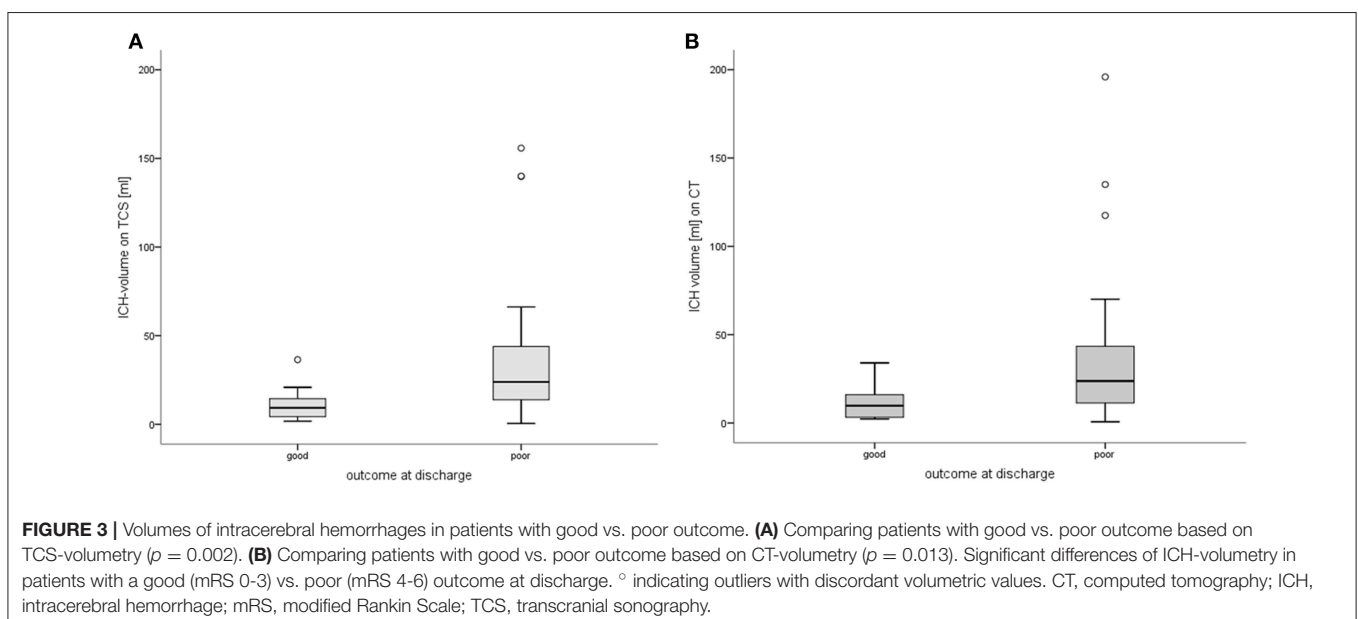 A
200
150
100
50
0
ICH-volume on TCS [ml]
good
poor
outcome at discharge
B
200
150
100
50
0
ICH volume [ml] on CT
good
poor
outcome at discharge
FIGURE 3 | Volumes of intracerebral hemorrhages in patients with good vs. poor outcome. (A) Comparing patients with good vs. poor outcome based on
TCS-volumetry (p = 0.002). (B) Comparing patients with good vs. poor outcome based on CT-volumetry (p = 0.013). Significant differences of ICH-volumetry in
patients with a good (mRS 0-3) vs. poor (mRS 4-6) outcome at discharge. ° indicating outliers with discordant volumetric values. CT, computed tomography; ICH,
intracerebral hemorrhage; mRS, modified Rankin Scale; TCS, transcranial sonography.